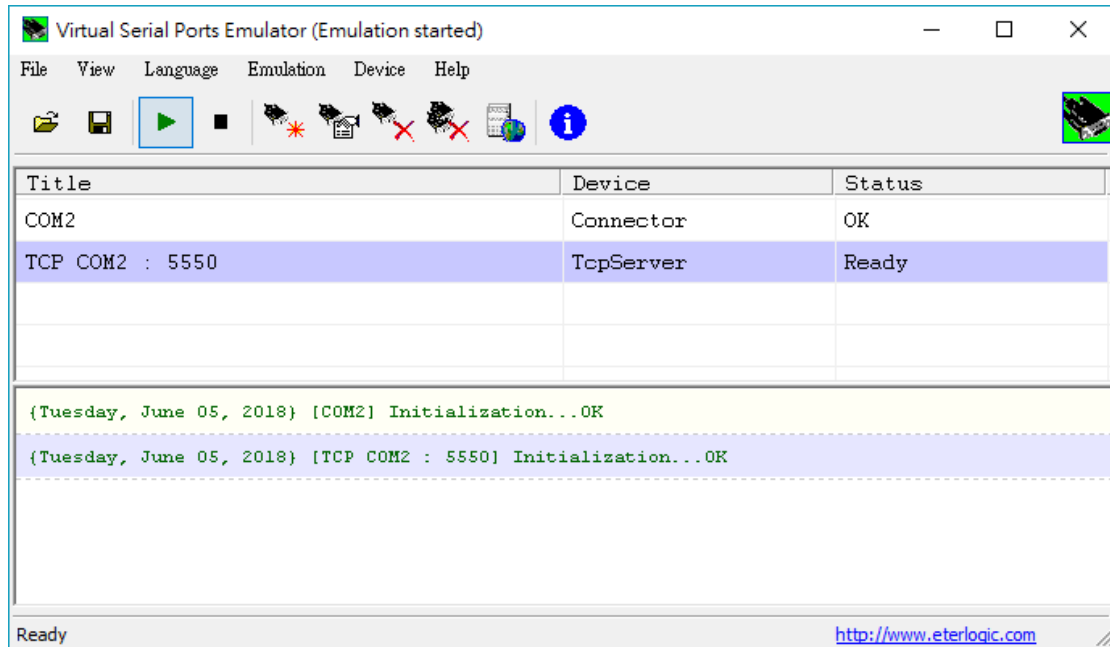 Virtual Serial Ports Emulator (Emulation started)
File View Language Emulation Device Help
Title Device Status
COM2 Connector OK
TCP COM2 : 5550 TcpServer Ready
{Tuesday, June 05, 2018} [COM2] Initialization...OK
{Tuesday, June 05, 2018} [TCP COM2 : 5550] Initialization...OK
Ready http://www.eterlogic.com